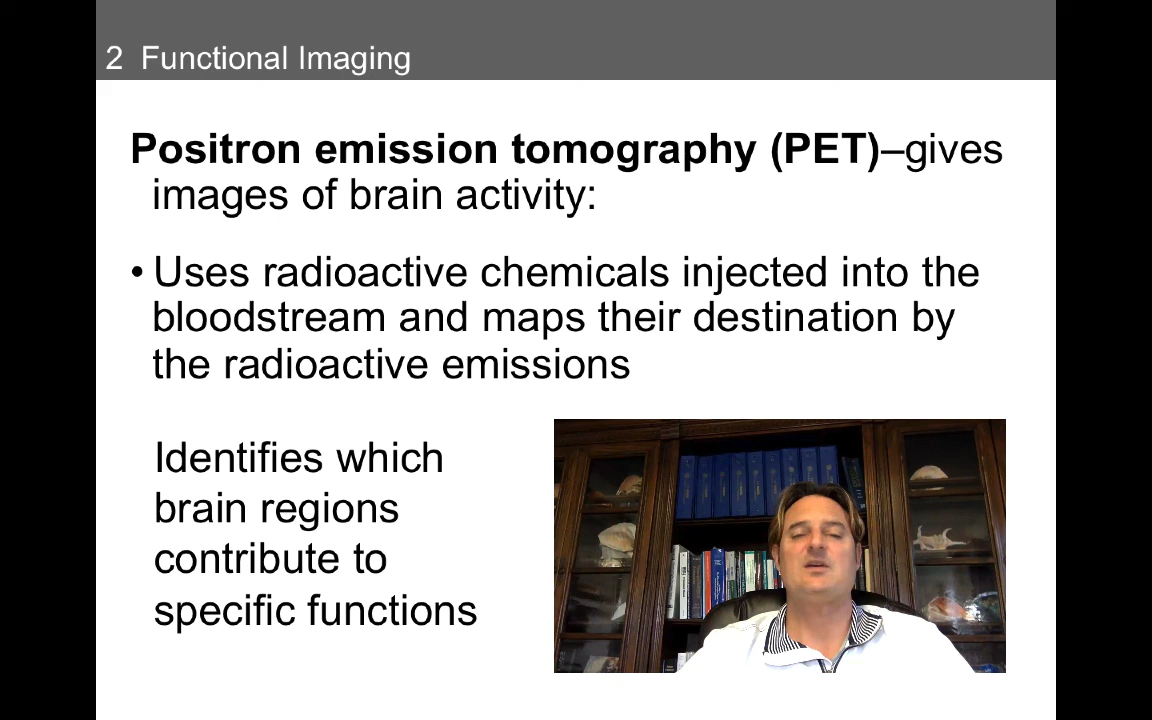 2 Functional Imaging
Positron emission tomography (PET)–gives
images of brain activity:
• Uses radioactive chemicals injected into the
bloodstream and maps their destination by
the radioactive emissions
Identifies which
brain regions
contribute to
specific functions